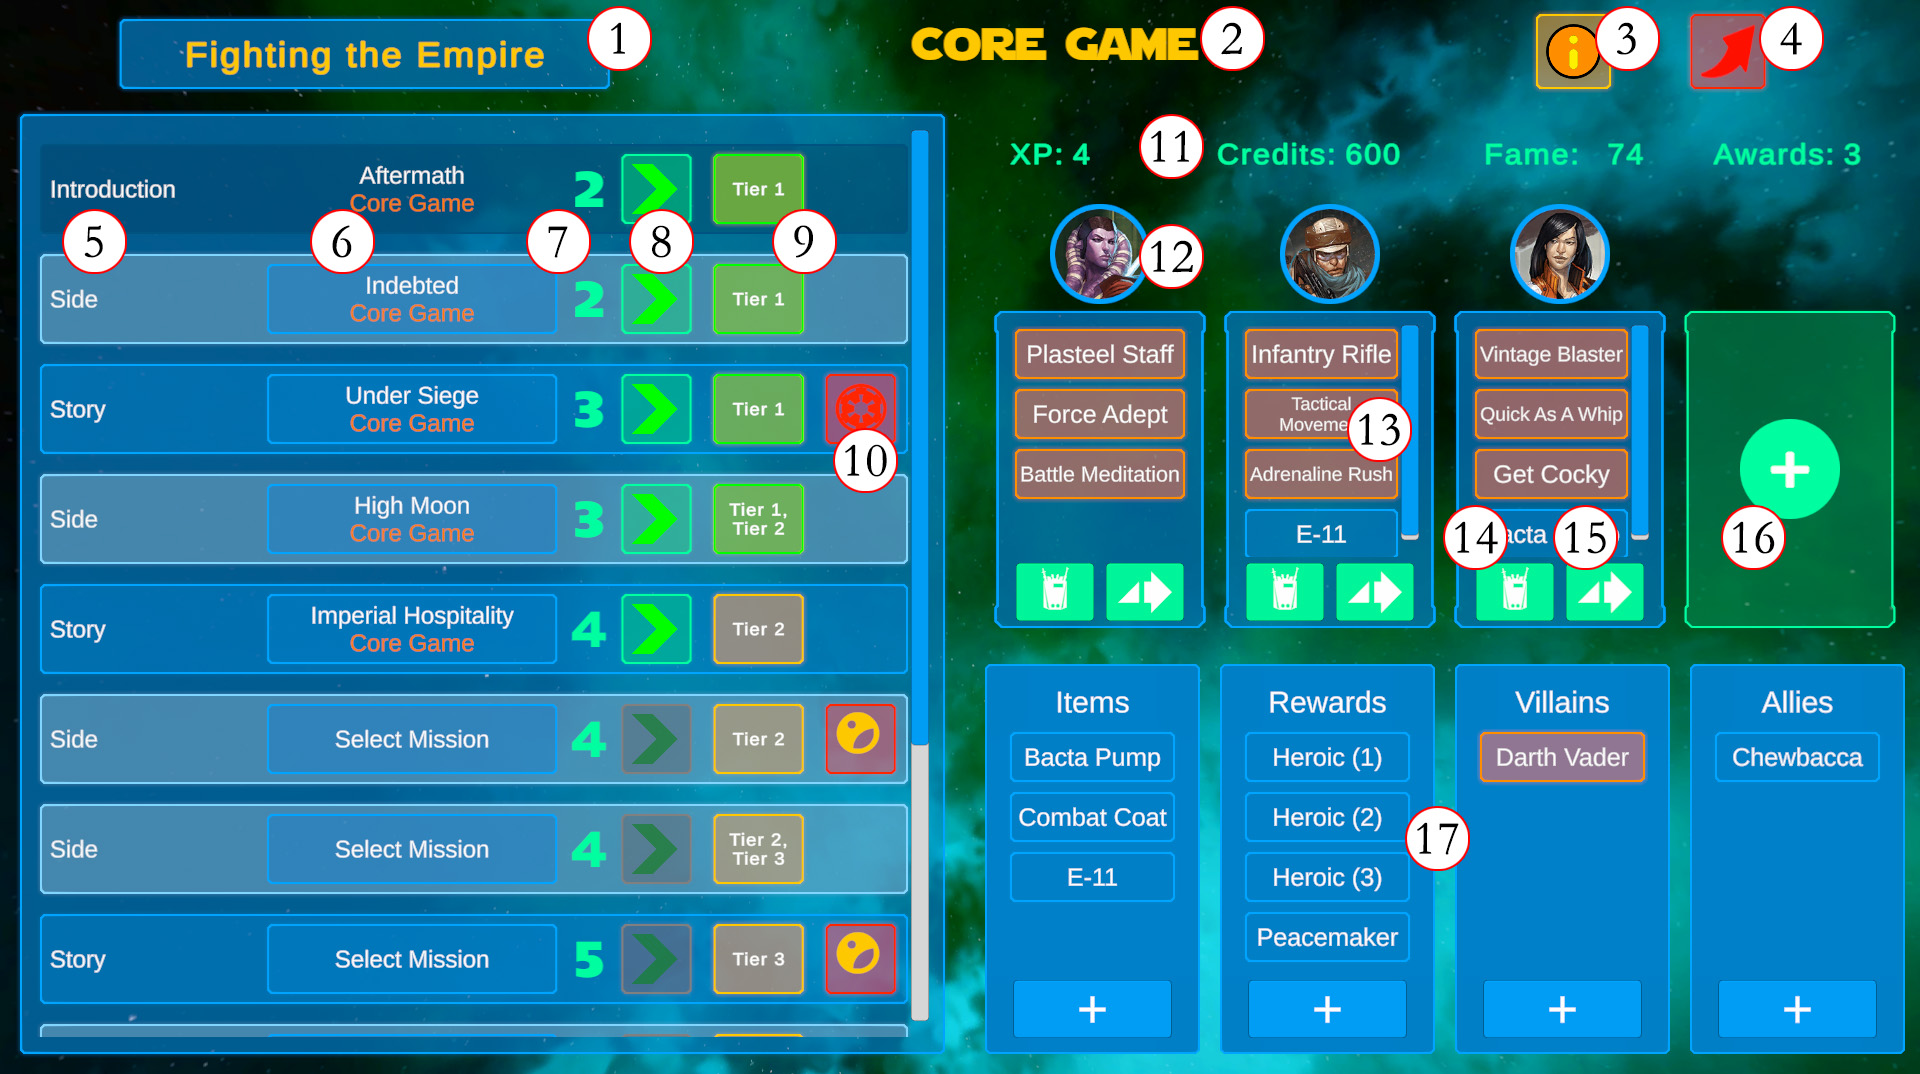 Fighting the Empire
1
CORE GAME
2
i
3
4
XP: 4
11
Credits: 600
Fame: 74
Awards: 3
Introduction
Aftermath
Core Game
2
Tier 1
5
6
7
8
9
12
Side
Indebted
Core Game
2
Tier 1
Story
Under Siege
Core Game
3
Tier 1
10
Side
High Moon
Core Game
3
Tier 1,
Tier 2
Story
Imperial Hospitality
Core Game
4
Tier 2
Side
Select Mission
4
Tier 2
Side
Select Mission
4
Tier 2,
Tier 3
Story
Select Mission
5
Tier 3
Plasteel Staff
Force Adept
Battle Meditation
Infantry Rifle
Tactical
13
Adrenaline Rush
E-11
Vintage Blaster
Quick As A Whip
Get Cocky
14
15
16
Items
Bacta Pump
Combat Coat
E-11
+
Rewards
Heroic (1)
Heroic (2)
Heroic (3)
Peacemaker
+
17
Villains
Darth Vader
+
Allies
Chewbacca
+